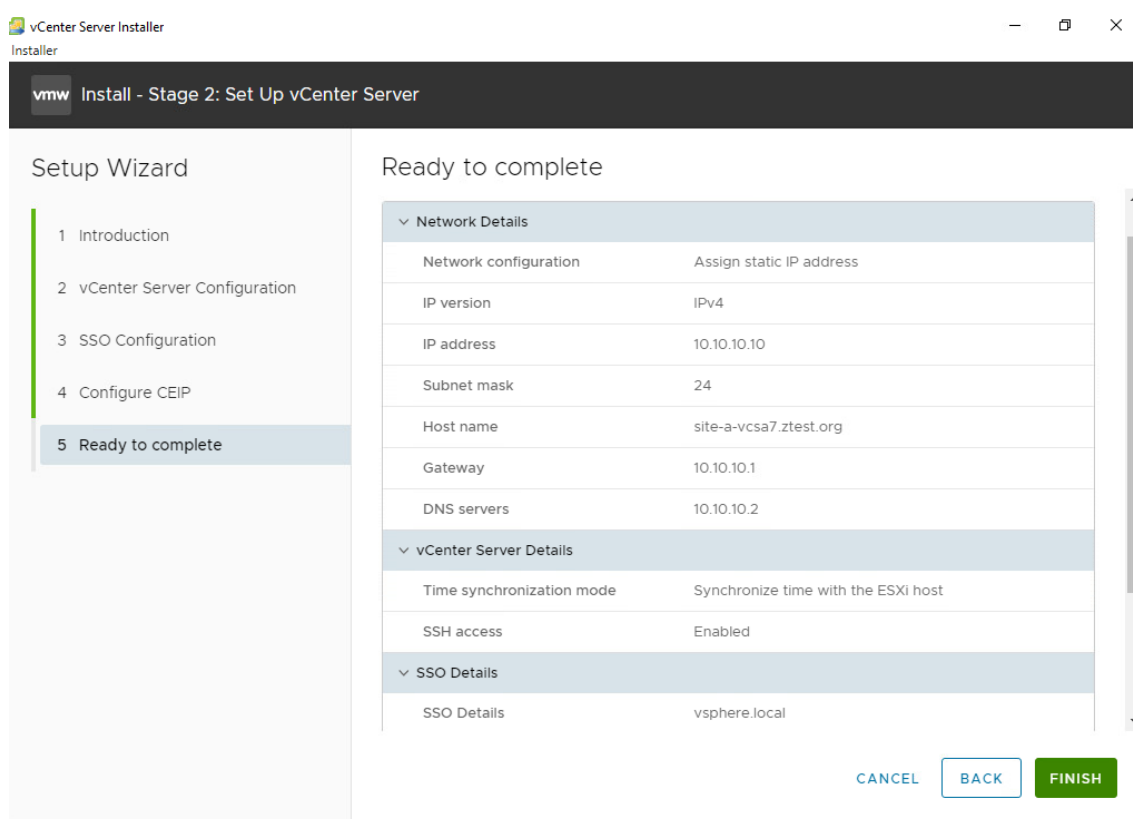 vCenter Server Installer
Installer
vmw Install - Stage 2: Set Up vCenter Server
Setup Wizard
1 Introduction
2 vCenter Server Configuration
3 SSO Configuration
4 Configure CEIP
5 Ready to complete
Ready to complete
Network Details
Network configuration Assign static IP address
IP version IPv4
IP address 10.10.10.10
Subnet mask 24
Host name site-a-vcsa7.ztest.org
Gateway 10.10.10.1
DNS servers 10.10.10.2
vCenter Server Details
Time synchronization mode Synchronize time with the ESXi host
SSH access Enabled
SSO Details
SSO Details vsphere.local
CANCEL BACK FINISH